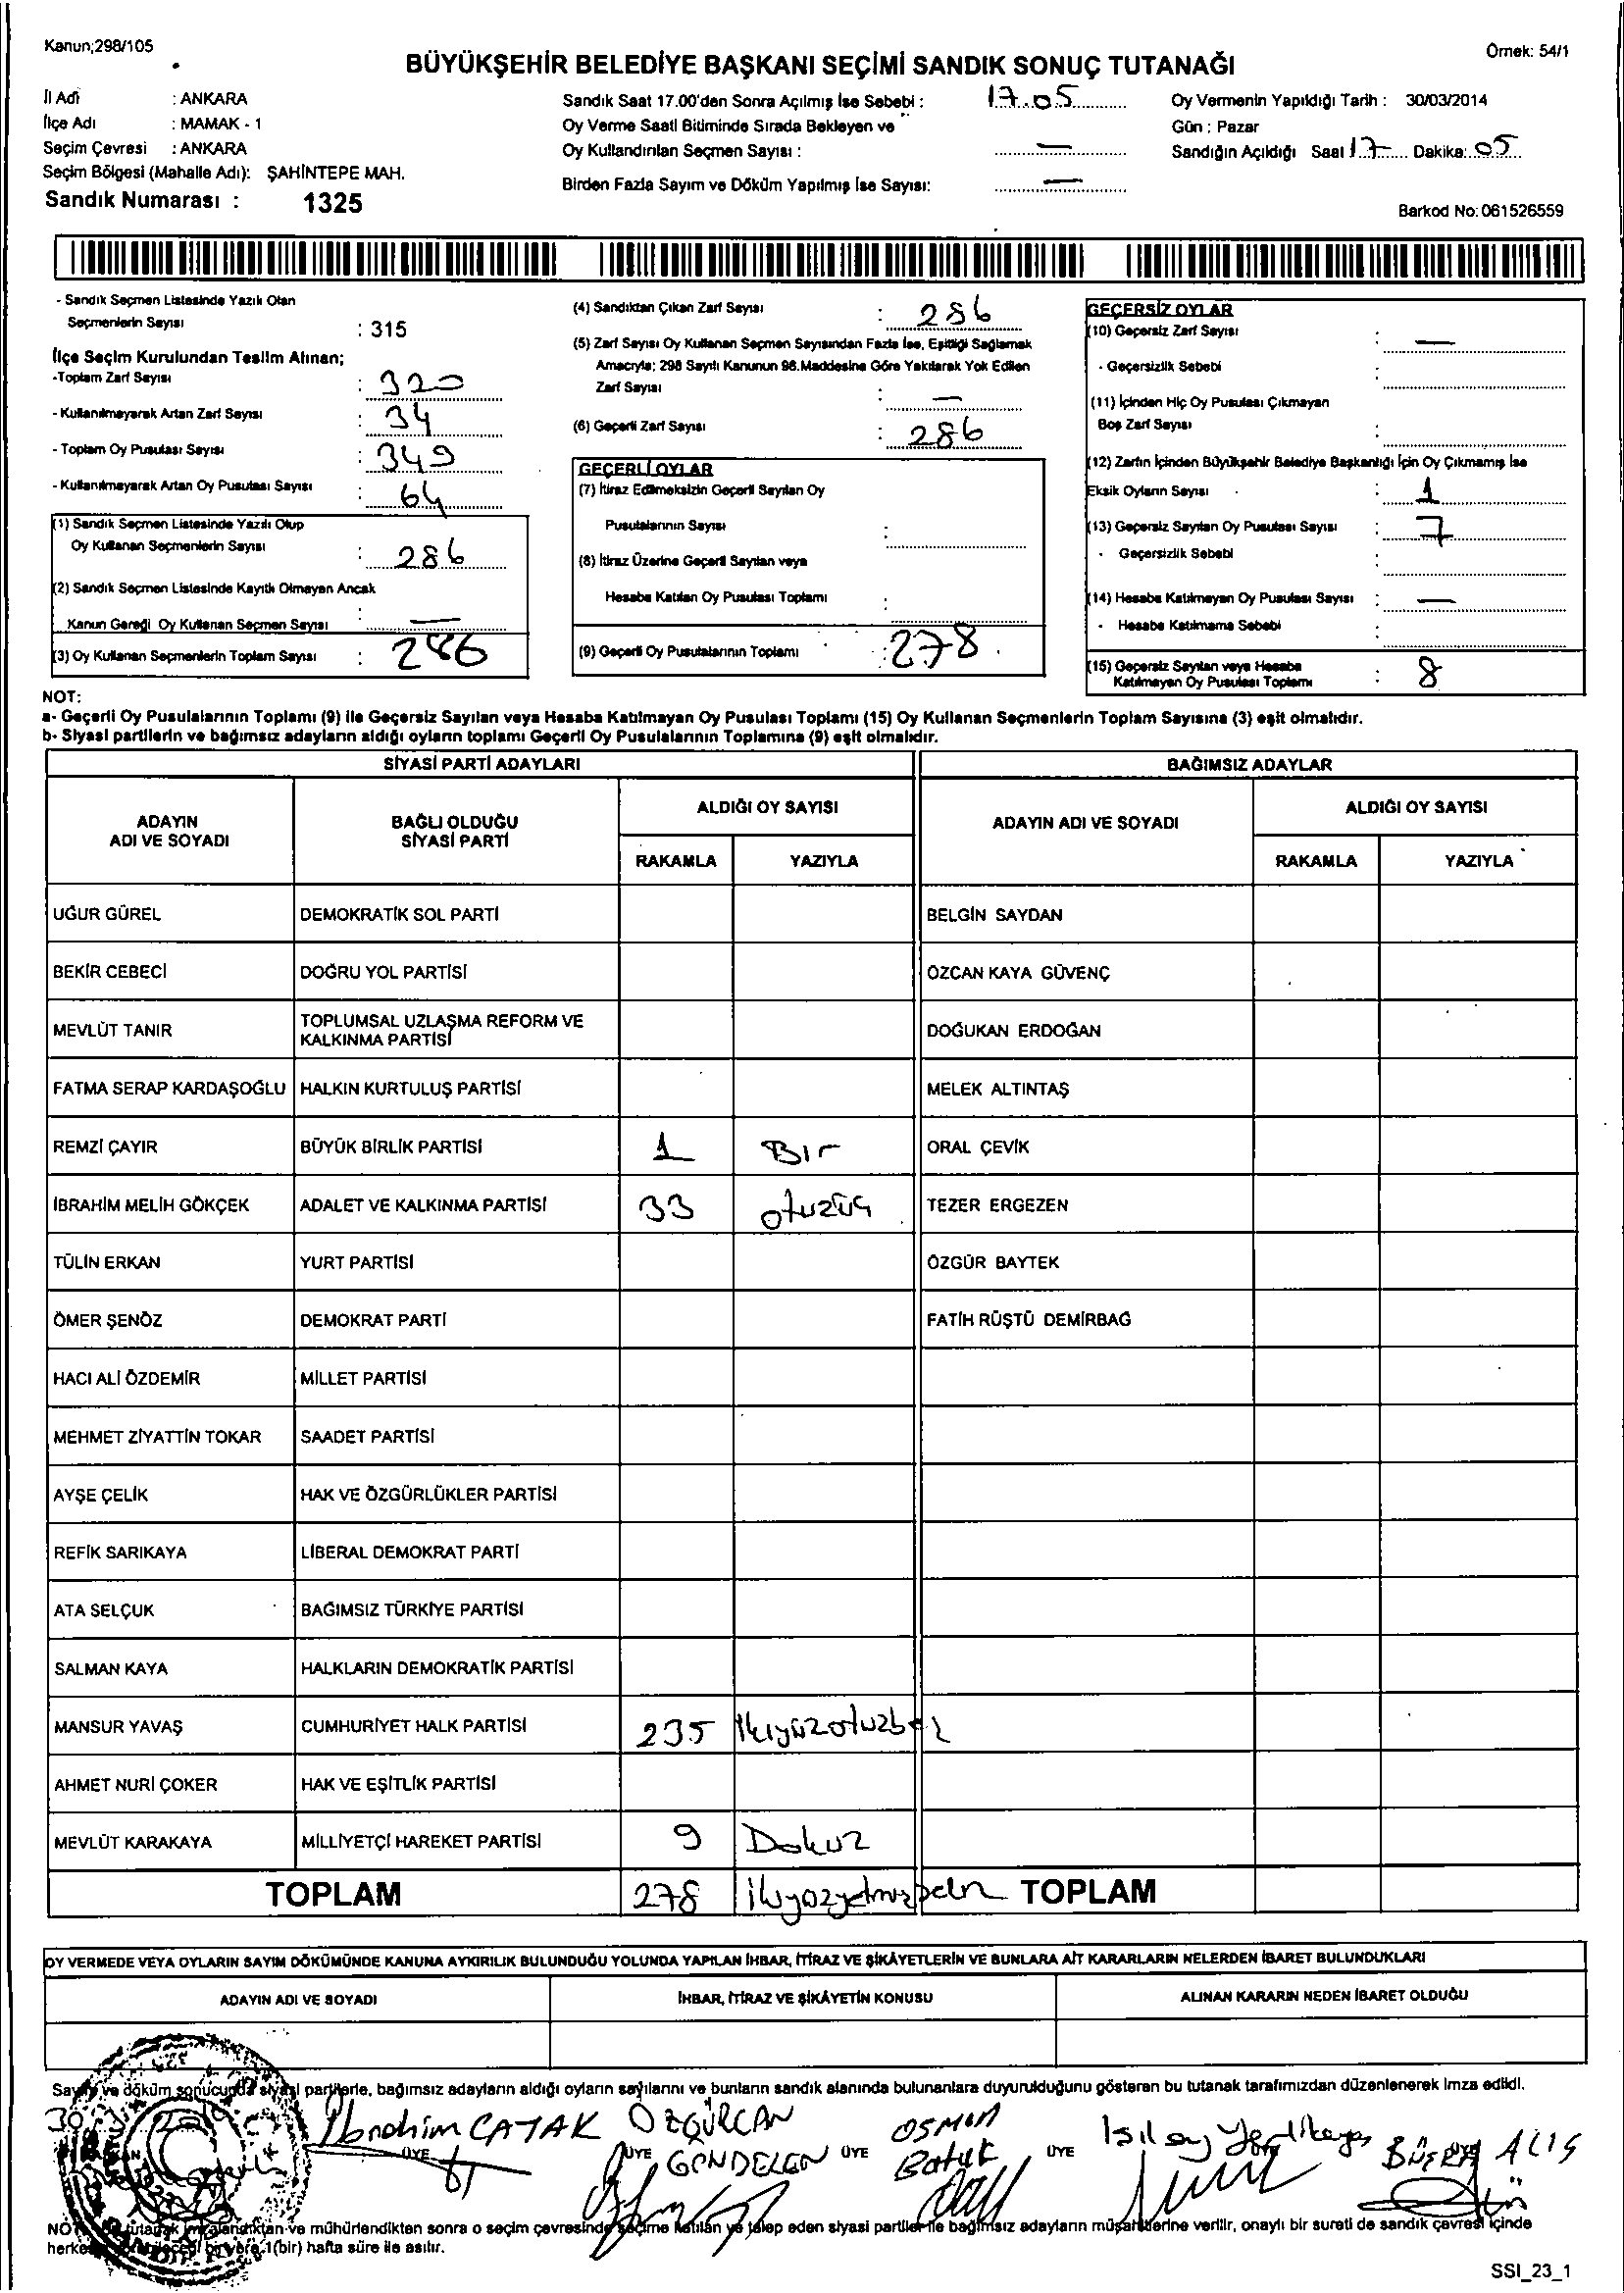 Kanun;298/105
Örnek: 54/1
BÜYÜKŞEHİR BELEDİYE BAŞKANI SEÇİMİ SANDIK SONUÇ TUTANAĞI
İl Adı : ANKARA
İlçe Adı : MAMAK - 1
Seçim Çevresi : ANKARA
Seçim Bölgesi (Mahalle Adı): ŞAHİNTEPE MAH.
Sandık Numarası : 1325
Sandık Saat 17.00'den Sonra Açılmış İse Sebebi : 17.05
Oy Verme Saati Bitiminde Sırada Bekleyen ve
Oy Kullandırılan Seçmen Sayısı : —
Birden Fazla Sayım ve Döküm Yapılmış İse Sayısı: —
Oy Vermenin Yapıldığı Tarih : 30/03/2014
Gün : Pazar
Sandığın Açıldığı Saat 17 Dakika: 05
Barkod No: 061526559
- Sandık Seçmen Listesinde Yazılı Olan
Seçmenlerin Sayısı : 315
İlçe Seçim Kurulundan Teslim Alınan;
-Toplam Zarf Sayısı : 320
- Kullanılmayarak Artan Zarf Sayısı : 34
- Toplam Oy Pusulası Sayısı : 349
- Kullanılmayarak Artan Oy Pusulası Sayısı : 64
(1) Sandık Seçmen Listesinde Yazılı Olup
Oy Kullanan Seçmenlerin Sayısı : 286
(2) Sandık Seçmen Listesinde Kayıtlı Olmayan Ancak
Kanun Gereği Oy Kullanan Seçmen Sayısı : —
(3) Oy Kullanan Seçmenlerin Toplam Sayısı : 286
(4) Sandıktan Çıkan Zarf Sayısı : 286
(5) Zarf Sayısı Oy Kullanan Seçmen Sayısından Fazla İse, Eşitliği Sağlamak
Amacıyla; 298 Sayılı Kanunun 98.Maddesine Göre Yakılarak Yok Edilen
Zarf Sayısı : —
(6) Geçerli Zarf Sayısı : 286
GEÇERLİ OYLAR
(7) İtiraz Edilmeksizin Geçerli Sayılan Oy
Pusulalarının Sayısı :
(8) İtiraz Üzerine Geçerli Sayılan veya
Hesaba Katılan Oy Pusulası Toplamı :
(9) Geçerli Oy Pusulalarının Toplamı : 278
GEÇERSİZ OYLAR
(10) Geçersiz Zarf Sayısı : —
- Geçersizlik Sebebi :
(11) İçinden Hiç Oy Pusulası Çıkmayan
Boş Zarf Sayısı :
(12) Zarfın İçinden Büyükşehir Belediye Başkanlığı İçin Oy Çıkmamış İse
Eksik Oyların Sayısı : 1
(13) Geçersiz Sayılan Oy Pusulası Sayısı : 7
- Geçersizlik Sebebi :
(14) Hesaba Katılmayan Oy Pusulası Sayısı : —
- Hesaba Katılmama Sebebi :
(15) Geçersiz Sayılan veya Hesaba
Katılmayan Oy Pusulası Toplamı : 8
NOT:
a- Geçerli Oy Pusulalarının Toplamı (9) ile Geçersiz Sayılan veya Hesaba Katılmayan Oy Pusulası Toplamı (15) Oy Kullanan Seçmenlerin Toplam Sayısına (3) eşit olmalıdır.
b- Siyasi partilerin ve bağımsız adayların aldığı oyların toplamı Geçerli Oy Pusulalarının Toplamına (9) eşit olmalıdır.
SİYASİ PARTİ ADAYLARI BAĞIMSIZ ADAYLAR
ADAYIN
ADI VE SOYADI
BAĞLI OLDUĞU
SİYASİ PARTİ
ALDIĞI OY SAYISI
RAKAMLA YAZIYLA
ADAYIN ADI VE SOYADI
ALDIĞI OY SAYISI
RAKAMLA YAZIYLA
UĞUR GÜREL DEMOKRATİK SOL PARTİ BELGİN SAYDAN
BEKİR CEBECİ DOĞRU YOL PARTİSİ ÖZCAN KAYA GÜVENÇ
MEVLÜT TANIR TOPLUMSAL UZLAŞMA REFORM VE
KALKINMA PARTİSİ DOĞUKAN ERDOĞAN
FATMA SERAP KARDAŞOĞLU HALKIN KURTULUŞ PARTİSİ MELEK ALTINTAŞ
REMZİ ÇAYIR BÜYÜK BİRLİK PARTİSİ 1 Bir ORAL ÇEVİK
İBRAHİM MELİH GÖKÇEK ADALET VE KALKINMA PARTİSİ 33 otuzüç TEZER ERGEZEN
TÜLİN ERKAN YURT PARTİSİ ÖZGÜR BAYTEK
ÖMER ŞENÖZ DEMOKRAT PARTİ FATİH RÜŞTÜ DEMİRBAĞ
HACI ALİ ÖZDEMİR MİLLET PARTİSİ
MEHMET ZİYATTİN TOKAR SAADET PARTİSİ
AYŞE ÇELİK HAK VE ÖZGÜRLÜKLER PARTİSİ
REFİK SARIKAYA LİBERAL DEMOKRAT PARTİ
ATA SELÇUK BAĞIMSIZ TÜRKİYE PARTİSİ
SALMAN KAYA HALKLARIN DEMOKRATİK PARTİSİ
MANSUR YAVAŞ CUMHURİYET HALK PARTİSİ 235 ikiyüzotuzbeş
AHMET NURİ ÇOKER HAK VE EŞİTLİK PARTİSİ
MEVLÜT KARAKAYA MİLLİYETÇİ HAREKET PARTİSİ 9 Dokuz
TOPLAM 278 TOPLAM
OY VERMEDE VEYA OYLARIN SAYIM DÖKÜMÜNDE KANUNA AYKIRILIK BULUNDUĞU YOLUNDA YAPILAN İHBAR, İTİRAZ VE ŞİKÂYETLERİN VE BUNLARA AİT KARARLARIN NELERDEN İBARET BULUNDUKLARI
ADAYIN ADI VE SOYADI İHBAR, İTİRAZ VE ŞİKÂYETİN KONUSU ALINAN KARARIN NEDEN İBARET OLDUĞU
Sayım ve döküm sonucunda siyasi partilerle, bağımsız adayların aldığı oyların sayılarını ve bunların sandık alanında bulunanlara duyurulduğunu gösteren bu tutanak tarafımızdan düzenlenerek imza edildi.
İbrahim ÇATAK ÖZGÜRCAN OSMAN Işılay Yerlikaya BÜŞRA ALIŞ
ÜYE ÜYE GÖNDELEN ÜYE Batuk ÜYE
NOT: tutanak imzalandıktan ve mühürlendikten sonra o seçim çevresinde seçime katılan ve talep eden siyasi partiler ile bağımsız adayların müşahitlerine verilir, onaylı bir sureti de sandık çevresi içinde
1(bir) hafta süre ile asılır.
SSI_23_1